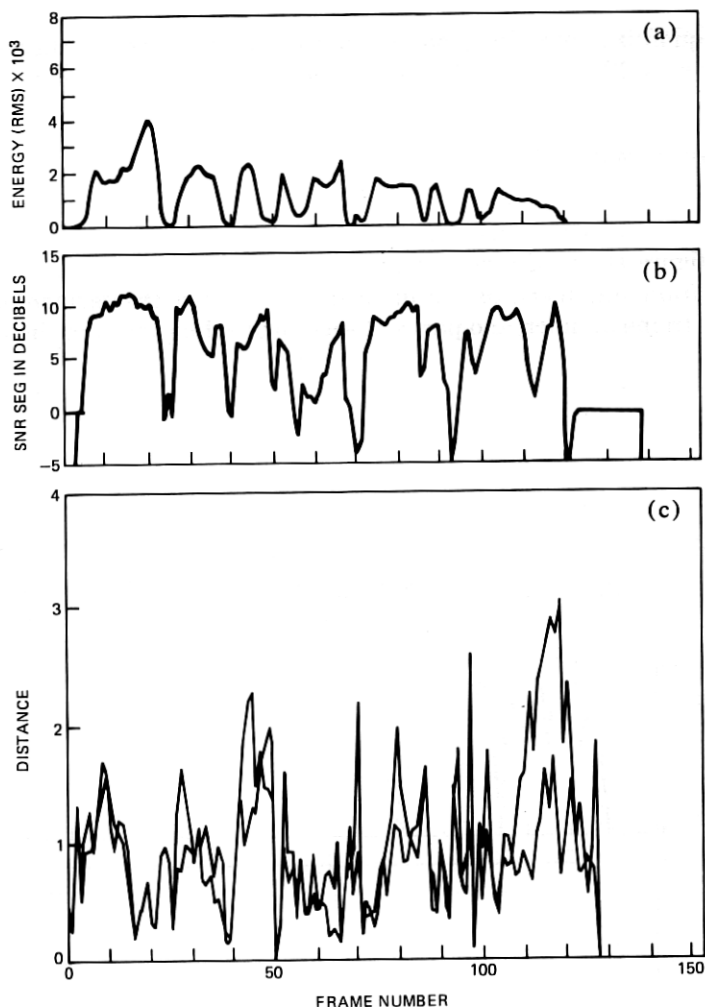 (a)
ENERGY (RMS) X 10³
8
6
4
2
0
(b)
SNR SEG IN DECIBELS
15
10
5
0
−5
(c)
DISTANCE
4
3
2
1
0
0 50 100 150
FRAME NUMBER